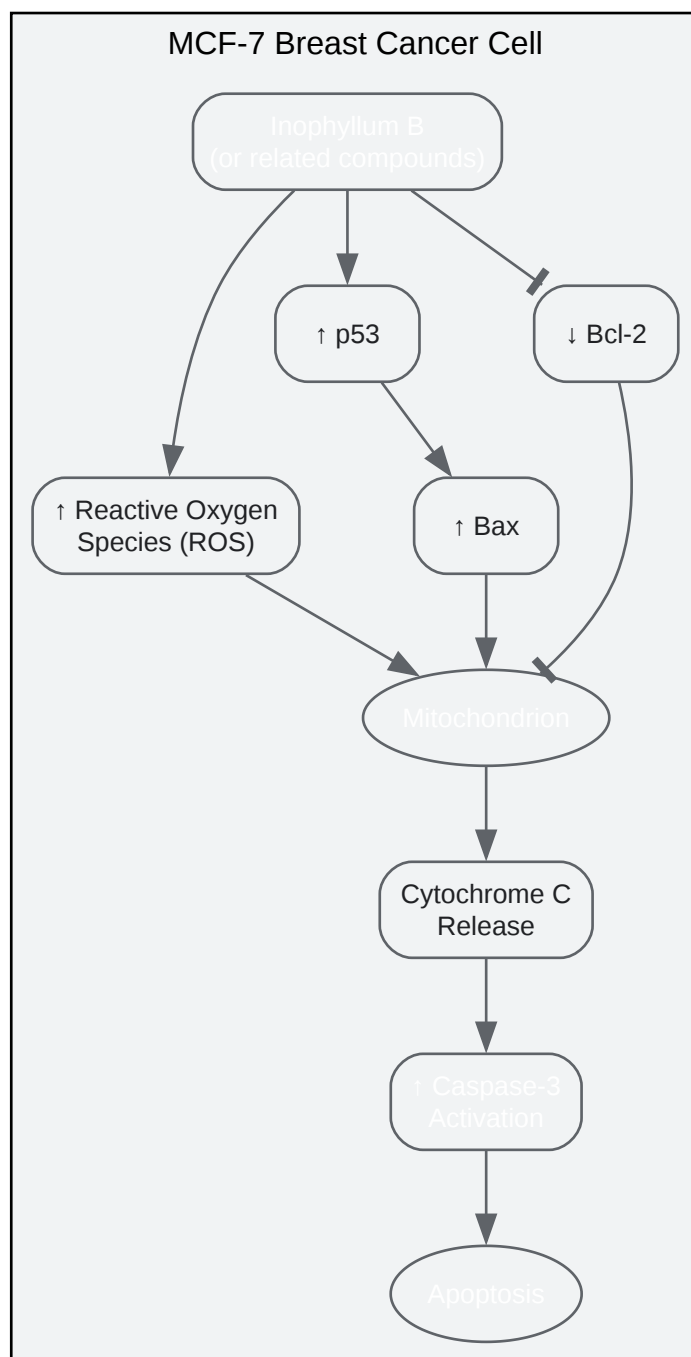 MCF-7 Breast Cancer Cell
Inophyllum B
(or related compounds)
↑ p53
↓ Bcl-2
↑ Reactive Oxygen
Species (ROS)
↑ Bax
Mitochondrion
Cytochrome C
Release
↑ Caspase-3
Activation
Apoptosis